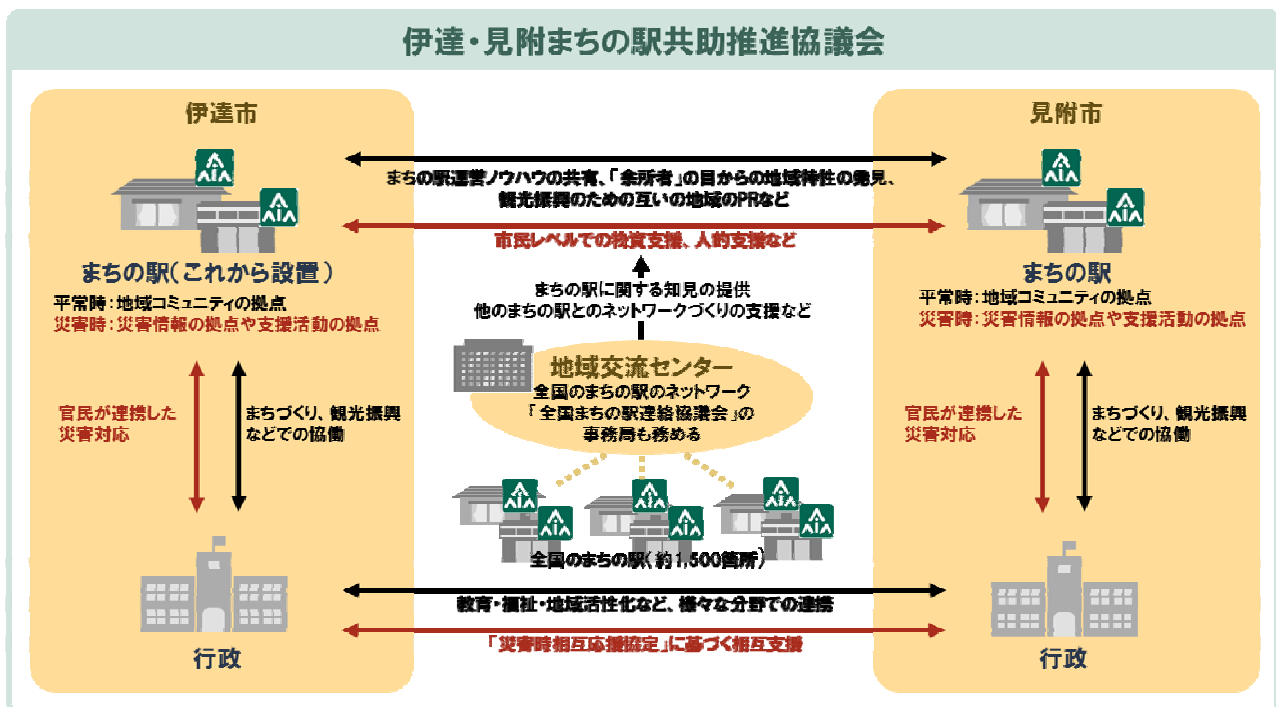 伊達・見附まちの駅共助推進協議会
伊達市
まちの駅(これから設置)
平常時:地域コミュニティの拠点
災害時:災害情報の拠点や支援活動の拠点
官民が連携した
災害対応
まちづくり、観光振興
などでの協働
行政
まちの駅運営ノウハウの共有、「余所者」の目からの地域特性の発見、
観光振興のための互いの地域のPRなど
市民レベルでの物資支援、人的支援など
まちの駅に関する知見の提供
他のまちの駅とのネットワークづくりの支援など
地域交流センター
全国のまちの駅のネットワーク
「全国まちの駅連絡協議会」の
事務局も務める
全国のまちの駅(約1,500箇所)
教育・福祉・地域活性化など、様々な分野での連携
「災害時相互応援協定」に基づく相互支援
見附市
まちの駅
平常時:地域コミュニティの拠点
災害時:災害情報の拠点や支援活動の拠点
官民が連携した
災害対応
まちづくり、観光振興
などでの協働
行政